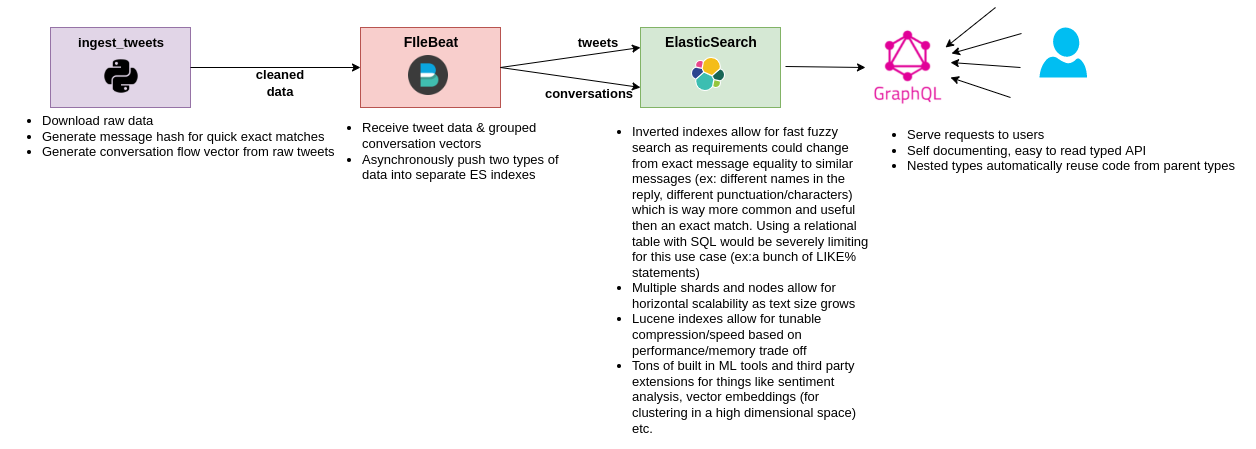 ingest_tweets
cleaned
data
• Download raw data
• Generate message hash for quick exact matches
• Generate conversation flow vector from raw tweets
FIleBeat
• Receive tweet data & grouped
conversation vectors
• Asynchronously push two types of
data into separate ES indexes
tweets
conversations
ElasticSearch
• Inverted indexes allow for fast fuzzy
search as requirements could change
from exact message equality to similar
messages (ex: different names in the
reply, different punctuation/characters)
which is way more common and useful
then an exact match. Using a relational
table with SQL would be severely limiting
for this use case (ex:a bunch of LIKE%
statements)
• Multiple shards and nodes allow for
horizontal scalability as text size grows
• Lucene indexes allow for tunable
compression/speed based on
performance/memory trade off
• Tons of built in ML tools and third party
extensions for things like sentiment
analysis, vector embeddings (for
clustering in a high dimensional space)
etc.
GraphQL
• Serve requests to users
• Self documenting, easy to read typed API
• Nested types automatically reuse code from parent types